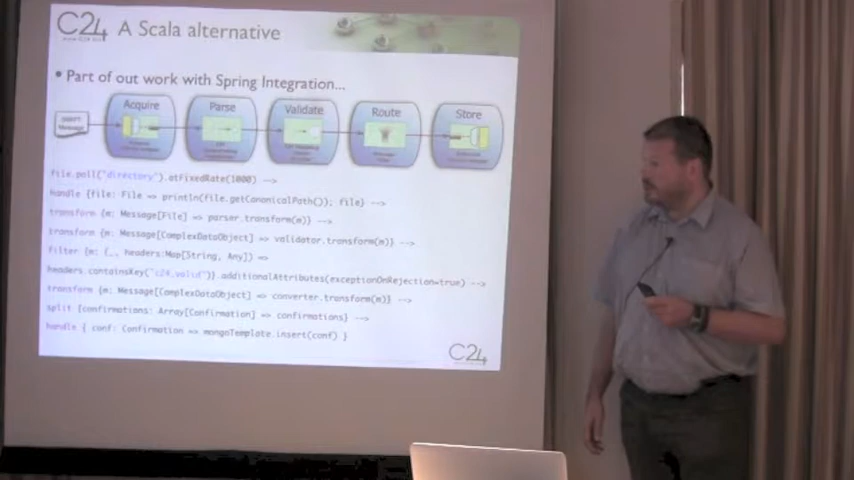 C24 A Scala alternative
• Part of out work with Spring Integration...
Acquire Parse Validate Route Store
Message
file.poll("directory").atFixedRate(1000) -->
handle {file: File => println(file.getCanonicalPath()); file} -->
transform {m: Message[File] => parser.transform(m)} -->
transform {m: Message[ComplexDataObject] => validator.transform(m)} -->
filter {m: (_, headers:Map[String, Any]) =>
headers.containsKey("c24_valid")}.additionalAttributes(exceptionOnRejection=true) -->
transform {m: Message[ComplexDataObject] => converter.transform(m)} -->
split {confirmations: Array[Confirmation] => confirmations} -->
handle { conf: Confirmation => mongoTemplate.insert(conf) }
C24